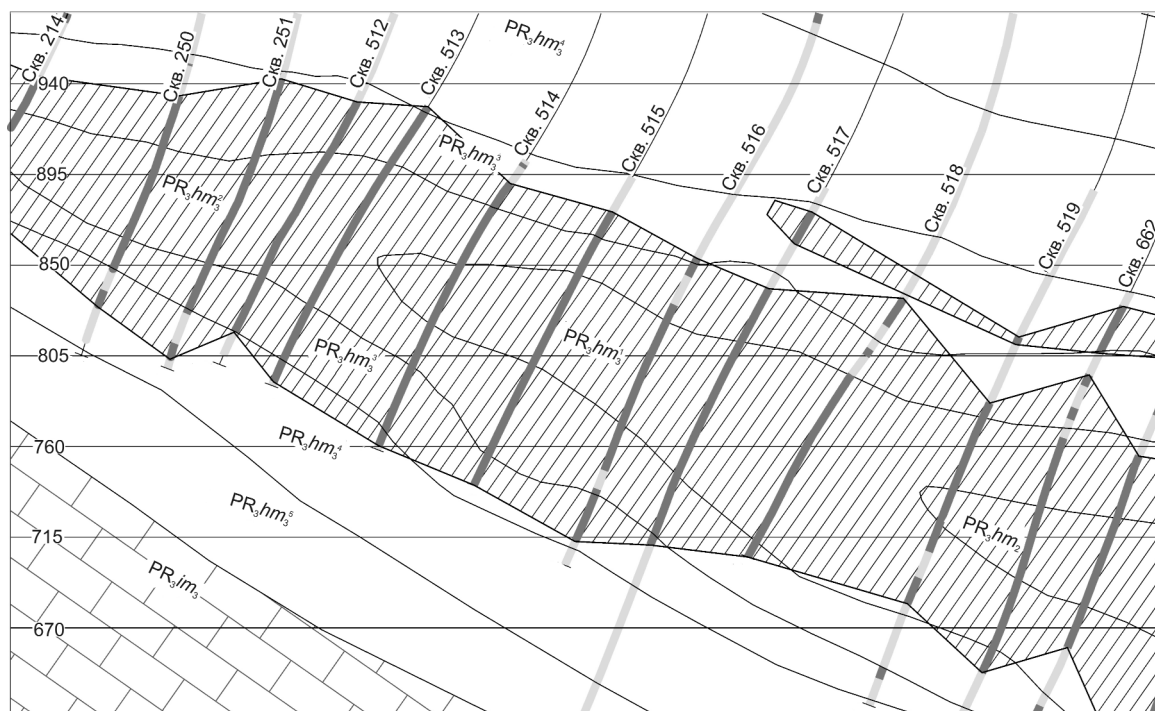 Скв. 214
Скв. 250
Скв. 251
Скв. 512
Скв. 513
PR₃hm₃⁴
940
Скв. 514
Скв. 515
Скв. 516
Скв. 517
PR₃hm₃³
895
PR₃hm₃²
Скв. 518
Скв. 519
Скв. 662
850
PR₃hm₃³
PR₃hm₃¹
805
760
PR₃hm₃⁴
PR₃hm₃⁵
715
PR₃hm₂
PR₃im₃
670